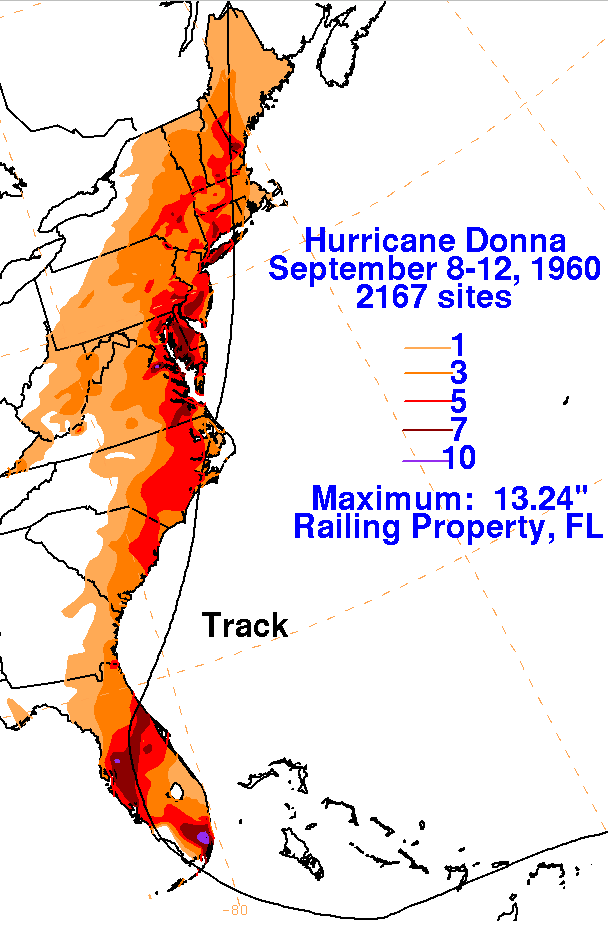 Hurricane Donna
September 8-12, 1960
2167 sites
1
3
5
7
10
Maximum: 13.24"
Railing Property, FL
Track
-80